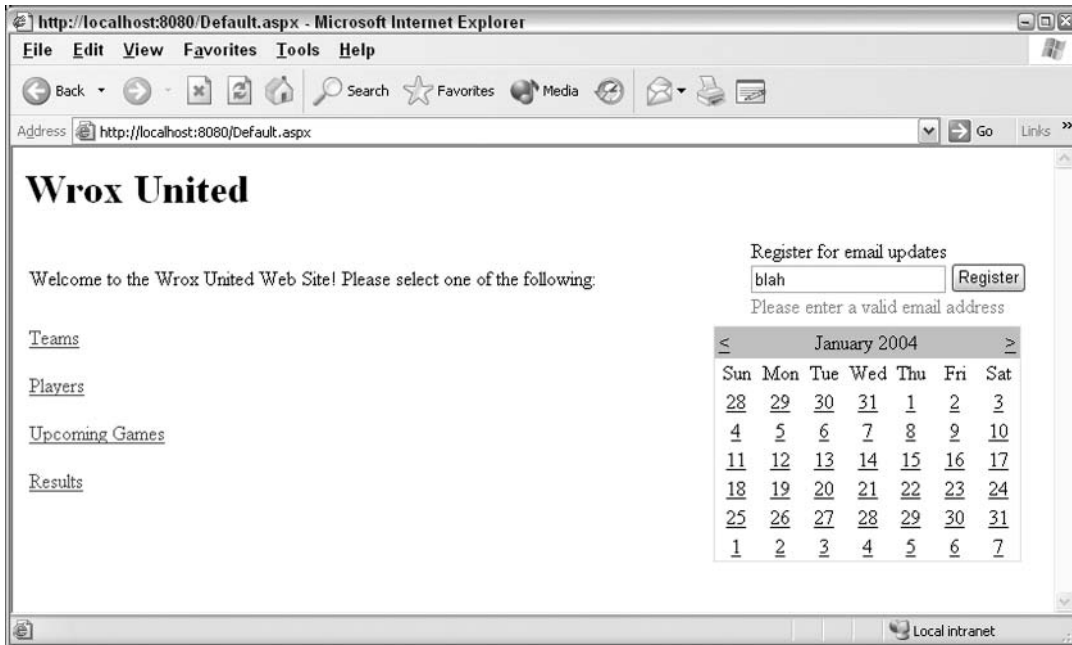 http://localhost:8080/Default.aspx - Microsoft Internet Explorer
File Edit View Favorites Tools Help
Back Search Favorites Media
Address http://localhost:8080/Default.aspx Go Links »
Wrox United
Welcome to the Wrox United Web Site! Please select one of the following:
Teams
Players
Upcoming Games
Results
Register for email updates
blah Register
Please enter a valid email address
< January 2004 >
Sun Mon Tue Wed Thu Fri Sat
28 29 30 31 1 2 3
4 5 6 7 8 9 10
11 12 13 14 15 16 17
18 19 20 21 22 23 24
25 26 27 28 29 30 31
1 2 3 4 5 6 7
Local intranet